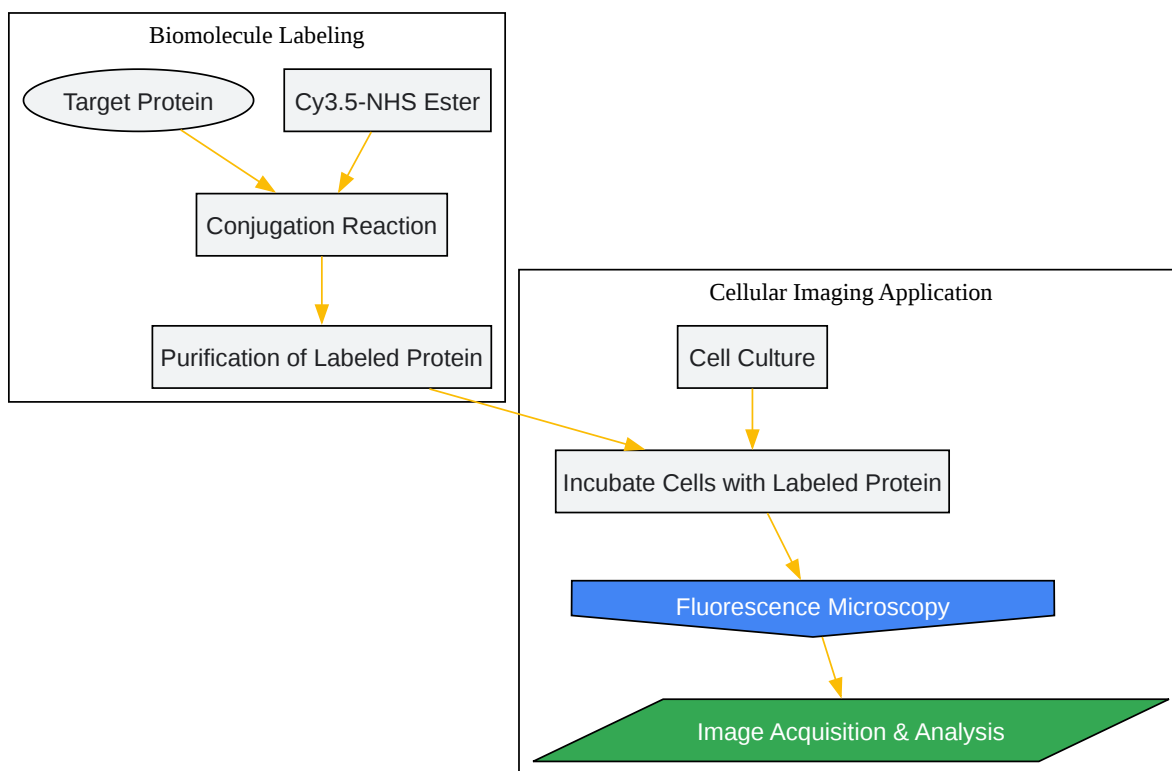 Biomolecule Labeling
Target Protein
Cy3.5-NHS Ester
Conjugation Reaction
Purification of Labeled Protein
Cellular Imaging Application
Cell Culture
Incubate Cells with Labeled Protein
Fluorescence Microscopy
Image Acquisition & Analysis